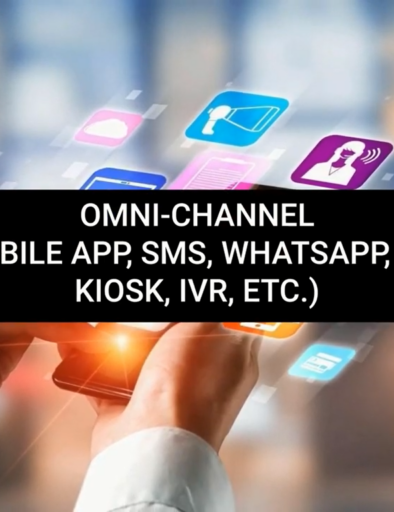 OMNI-CHANNEL
BILE APP, SMS, WHATSAPP,
KIOSK, IVR, ETC.)